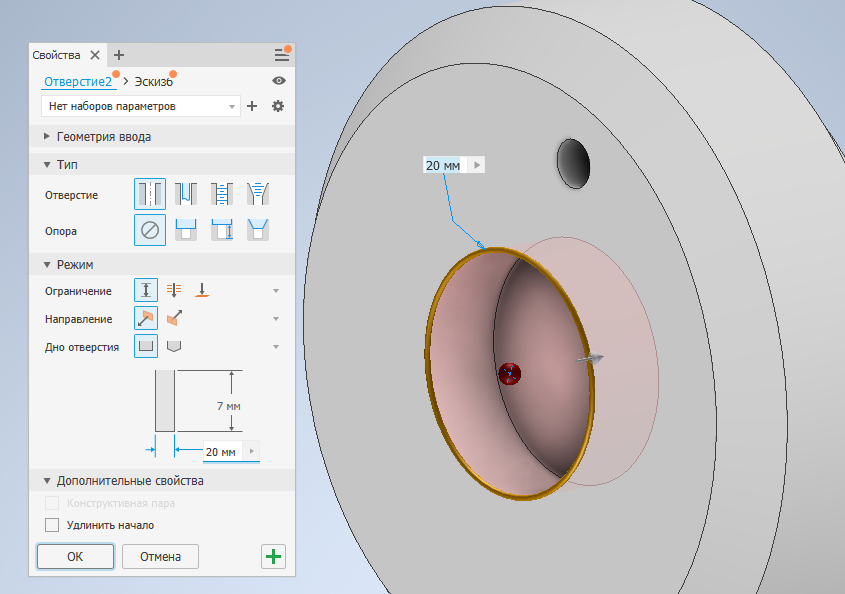 Свойства
Отверстие2 > Эскиз6
Нет наборов параметров
Геометрия ввода
Тип
Отверстие
Опора
Режим
Ограничение
Направление
Дно отверстия
7 мм
20 мм
Дополнительные свойства
Конструктивная пара
Удлинить начало
ОК
Отмена
20 мм